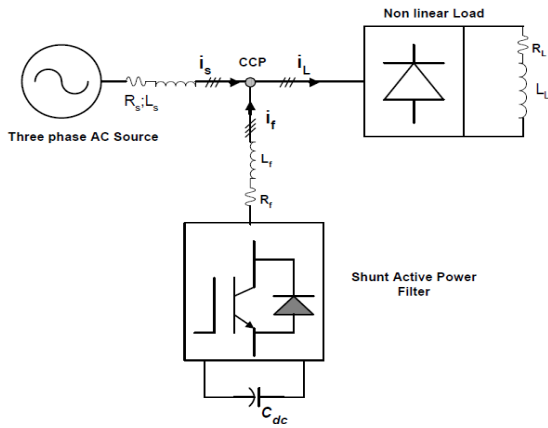 Non linear Load
i_s
CCP
i_L
R_L
L_L
R_s;L_s
Three phase AC Source
i_f
L_f
R_f
Shunt Active Power
Filter
C_dc